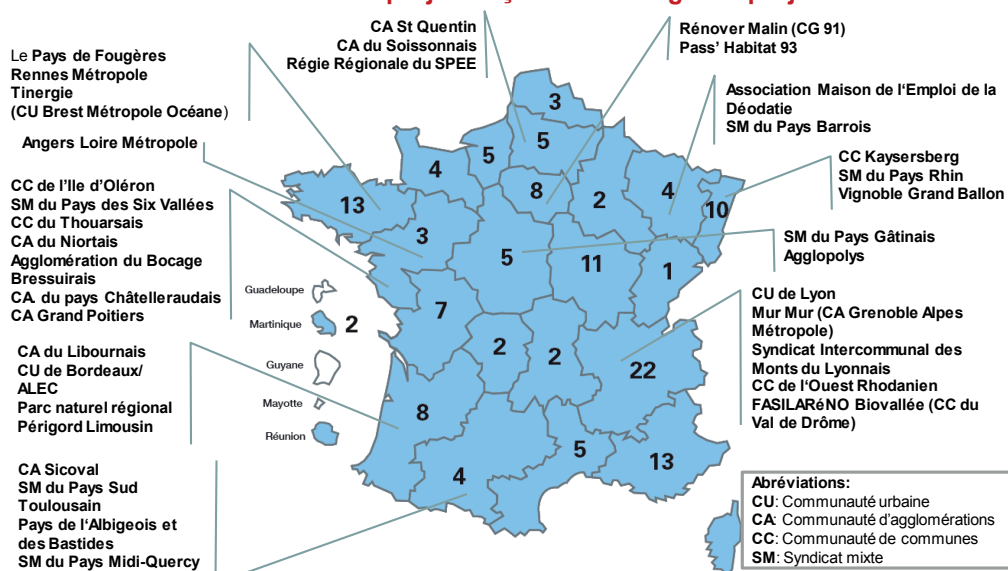 CA St Quentin
CA du Soissonnais
Régie Régionale du SPEE
Rénover Malin (CG 91)
Pass' Habitat 93
Le Pays de Fougères
Rennes Métropole
Tinergie
(CU Brest Métropole Océane)
Angers Loire Métropole
CC de l'Ile d'Oléron
SM du Pays des Six Vallées
CC du Thouarsais
CA du Niortais
Agglomération du Bocage
Bressuirais
CA. du pays Châtelleraudais
CA Grand Poitiers
CA du Libournais
CU de Bordeaux/
ALEC
Parc naturel régional
Périgord Limousin
CA Sicoval
SM du Pays Sud
Toulousain
Pays de l'Albigeois et
des Bastides
SM du Pays Midi-Quercy
Guadeloupe
Martinique
2
Guyane
Mayotte
Réunion
3
5
5
4
8
2
4
10
13
3
5
11
1
7
2
2
22
8
4
5
13
Association Maison de l'Emploi de la
Déodatie
SM du Pays Barrois
CC Kaysersberg
SM du Pays Rhin
Vignoble Grand Ballon
SM du Pays Gâtinais
Agglopolys
CU de Lyon
Mur Mur (CA Grenoble Alpes
Métropole)
Syndicat Intercommunal des
Monts du Lyonnais
CC de l'Ouest Rhodanien
FASILARéNO Biovallée (CC du
Val de Drôme)
Abréviations:
CU: Communauté urbaine
CA: Communauté d'agglomérations
CC: Communauté de communes
SM: Syndicat mixte